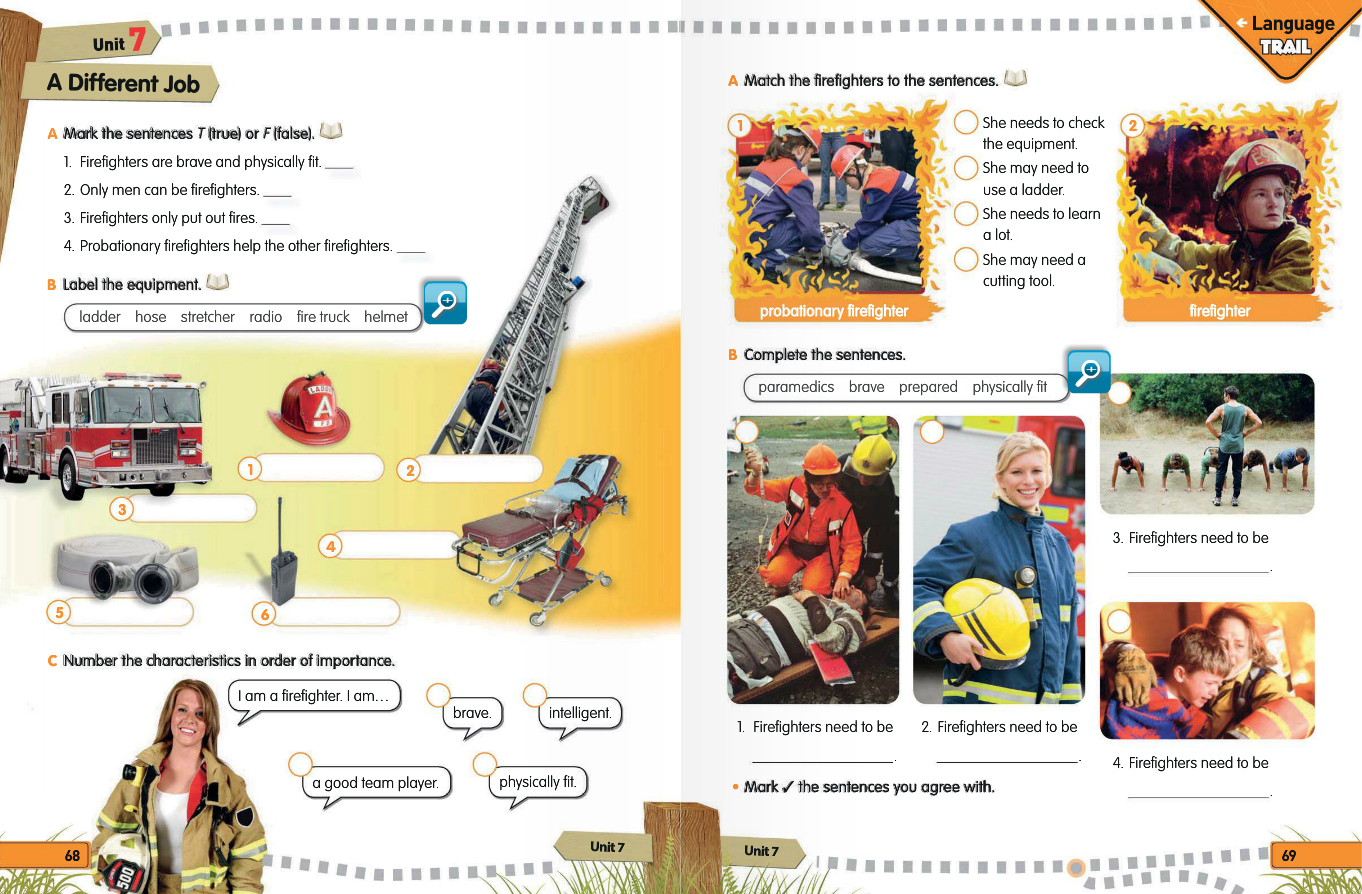 Unit 7
A Different Job
A Mark the sentences T (true) or F (false).
1. Firefighters are brave and physically fit. ____
2. Only men can be firefighters. ____
3. Firefighters only put out fires. ____
4. Probationary firefighters help the other firefighters. ____
B Label the equipment.
ladder hose stretcher radio fire truck helmet
LADDER
A
F F
1
2
3
4
5
6
C Number the characteristics in order of importance.
I am a firefighter. I am…
brave.
intelligent.
a good team player.
physically fit.
500
68
Unit 7
Language
TRAIL
A Match the firefighters to the sentences.
1
She needs to check
the equipment.
She may need to
use a ladder.
She needs to learn
a lot.
She may need a
cutting tool.
2
probationary firefighter
firefighter
B Complete the sentences.
paramedics brave prepared physically fit
1. Firefighters need to be
____________________.
2. Firefighters need to be
____________________.
3. Firefighters need to be
____________________.
4. Firefighters need to be
____________________.
• Mark ✓ the sentences you agree with.
Unit 7
69